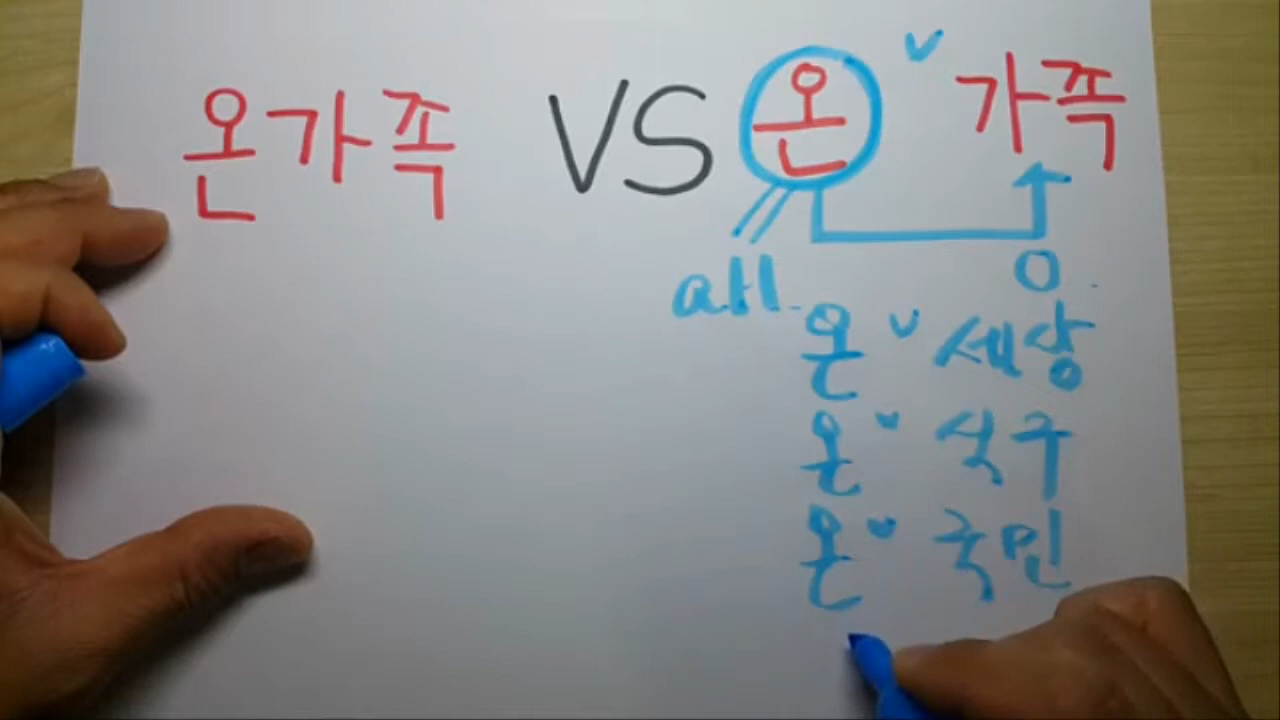 온가족 VS 온 ˅ 가족
all.
온 ˅ 세상
온 ˅ 식구
온 ˅ 국민